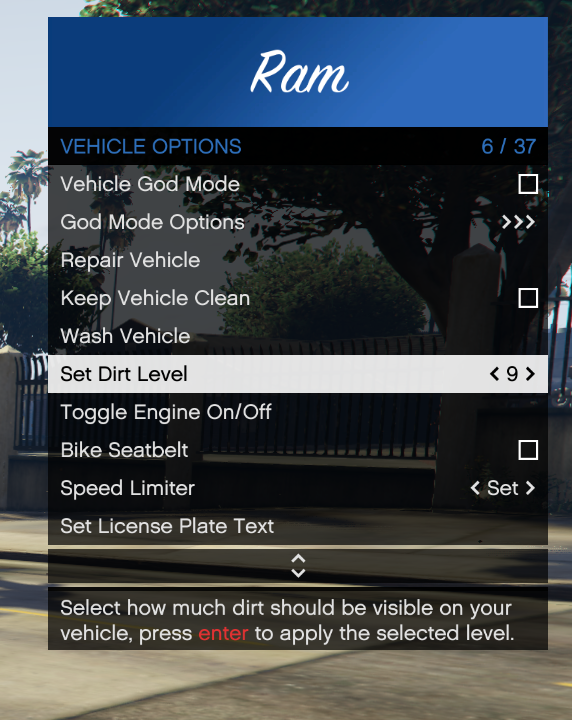 Ram
VEHICLE OPTIONS 6 / 37
Vehicle God Mode
God Mode Options >>>
Repair Vehicle
Keep Vehicle Clean
Wash Vehicle
Set Dirt Level < 9 >
Toggle Engine On/Off
Bike Seatbelt
Speed Limiter < Set >
Set License Plate Text
Select how much dirt should be visible on your
vehicle, press enter to apply the selected level.